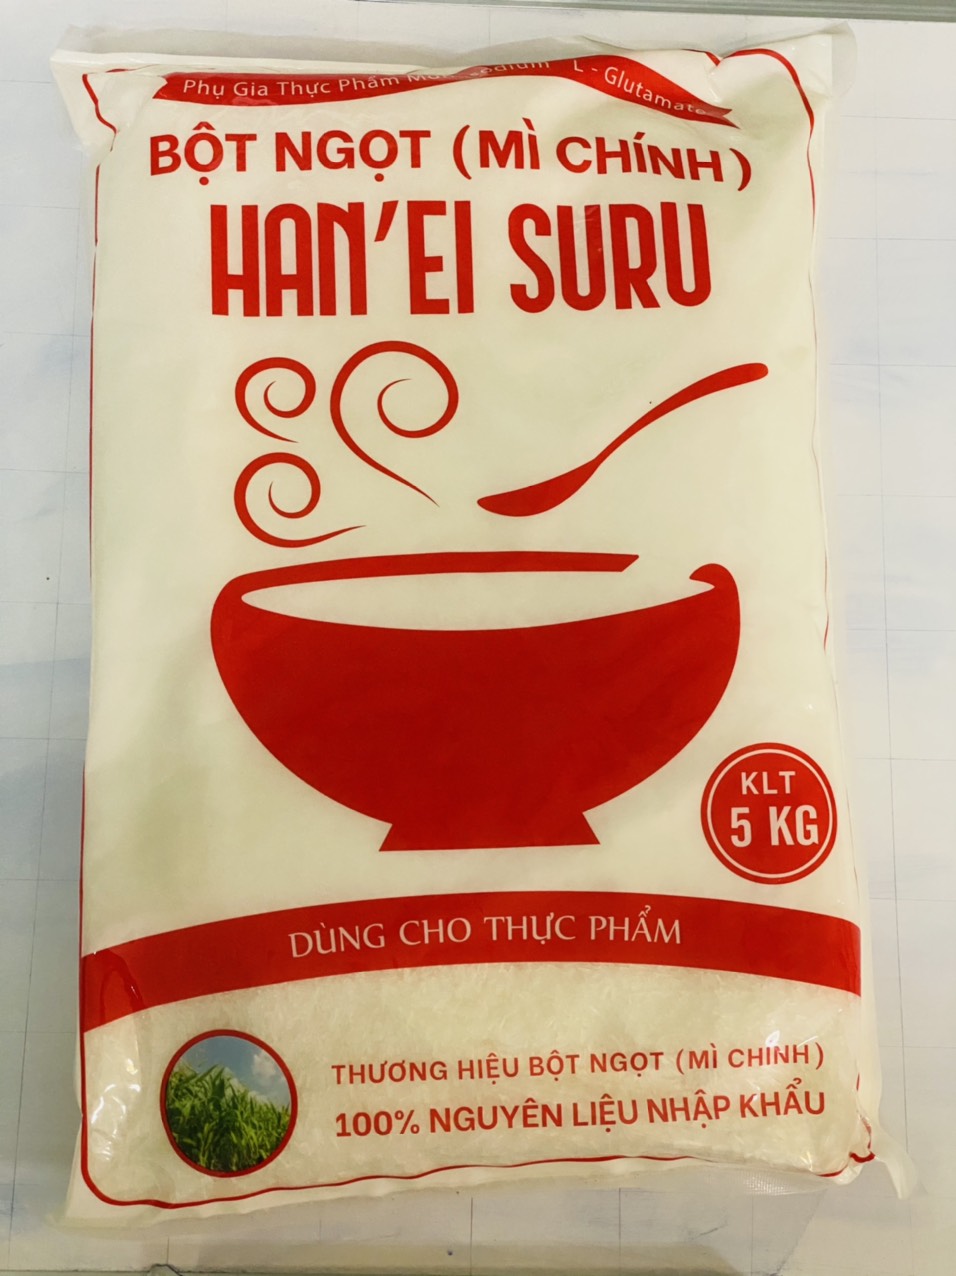 Phụ Gia Thực Phẩm L - Glutamate
BỘT NGỌT (MÌ CHÍNH)
HAN'EI SURU
KLT
5 KG
DÙNG CHO THỰC PHẨM
THƯƠNG HIỆU BỘT NGỌT (MÌ CHÍNH)
100% NGUYÊN LIỆU NHẬP KHẨU